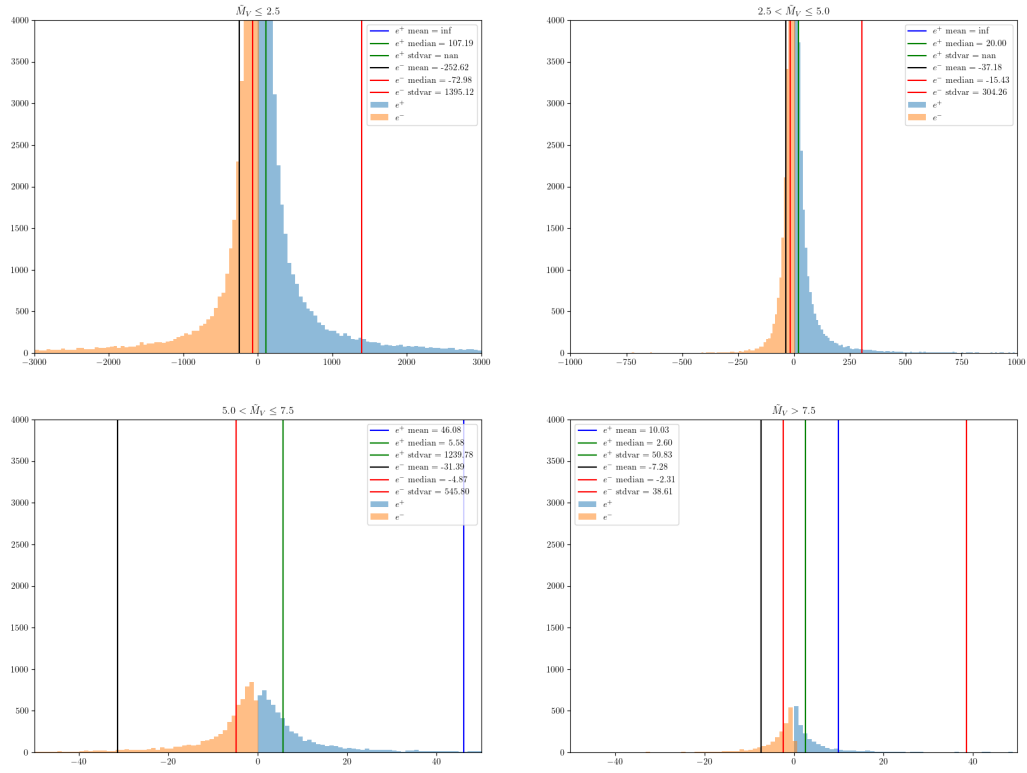 M̃_V ≤ 2.5
e⁺ mean = inf
e⁺ median = 107.19
e⁺ stdvar = nan
e⁻ mean = -252.62
e⁻ median = -72.98
e⁻ stdvar = 1395.12
e⁺
e⁻
4000
3500
3000
2500
2000
1500
1000
500
0
−3000 −2000 −1000 0 1000 2000 3000
2.5 < M̃_V ≤ 5.0
e⁺ mean = inf
e⁺ median = 20.00
e⁺ stdvar = nan
e⁻ mean = -37.18
e⁻ median = -15.43
e⁻ stdvar = 304.26
e⁺
e⁻
4000
3500
3000
2500
2000
1500
1000
500
0
−1000 −750 −500 −250 0 250 500 750 1000
5.0 < M̃_V ≤ 7.5
e⁺ mean = 46.08
e⁺ median = 5.58
e⁺ stdvar = 1239.78
e⁻ mean = -31.39
e⁻ median = -4.87
e⁻ stdvar = 545.80
e⁺
e⁻
4000
3500
3000
2500
2000
1500
1000
500
0
−40 −20 0 20 40
M̃_V > 7.5
e⁺ mean = 10.03
e⁺ median = 2.60
e⁺ stdvar = 50.83
e⁻ mean = -7.28
e⁻ median = -2.31
e⁻ stdvar = 38.61
e⁺
e⁻
4000
3500
3000
2500
2000
1500
1000
500
0
−40 −20 0 20 40